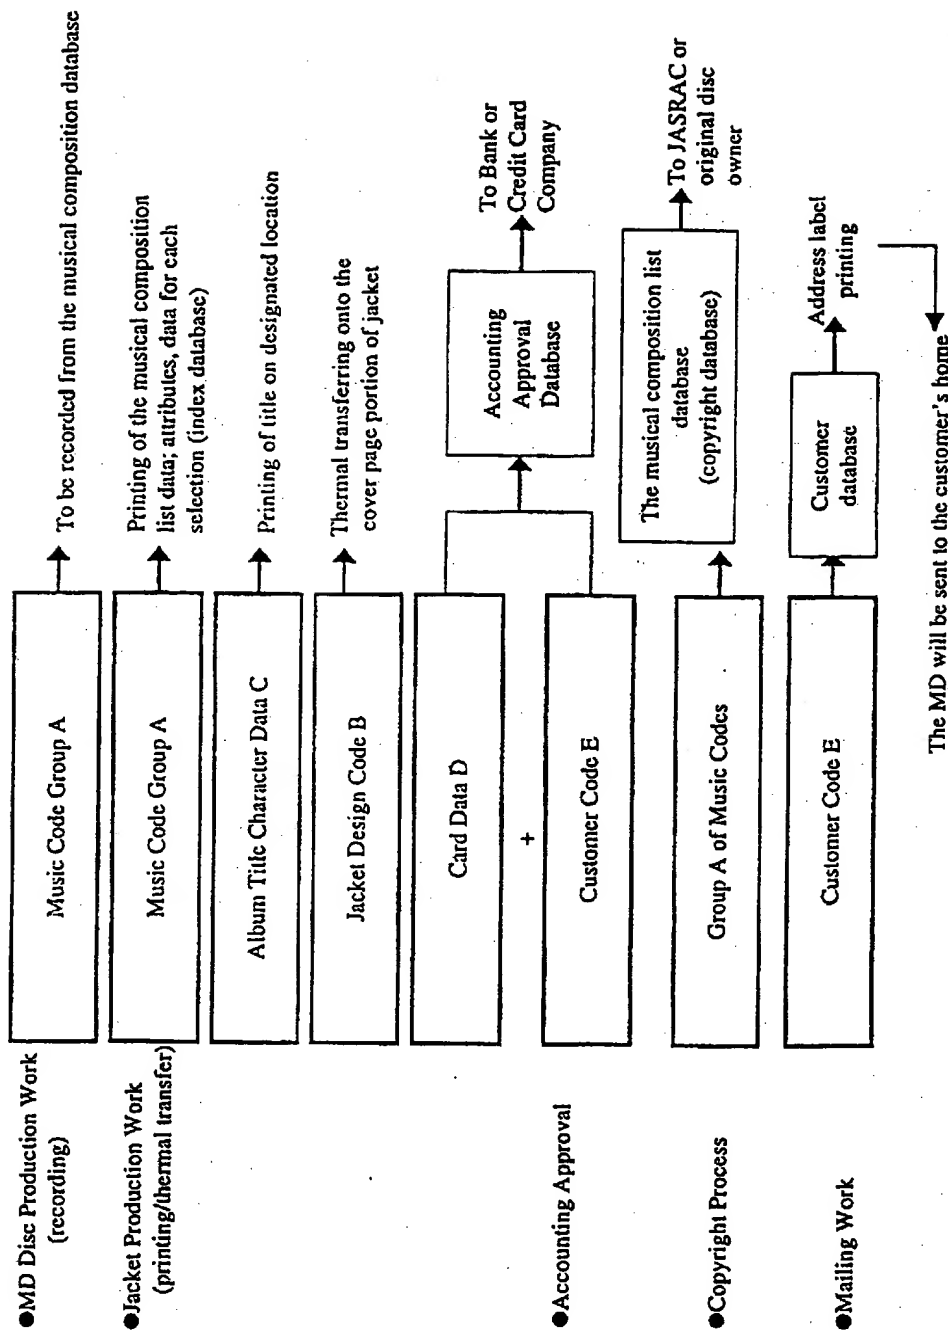 ●MD Disc Production Work
(recording)
Music Code Group A
To be recorded from the musical composition database
●Jacket Production Work
(printing/thermal transfer)
Music Code Group A
Printing of the musical composition
list data; attributes, data for each
selection (index database)
Album Title Character Data C
Printing of title on designated location
Jacket Design Code B
Thermal transferring onto the
cover page portion of jacket
●Accounting Approval
Card Data D
+
Customer Code E
Accounting
Approval
Database
To Bank or
Credit Card
Company
●Copyright Process
Group A of Music Codes
The musical composition list
database
(copyright database)
To JASRAC or
original disc
owner
●Mailing Work
Customer Code E
Customer
database
Address label
printing
The MD will be sent to the customer's home